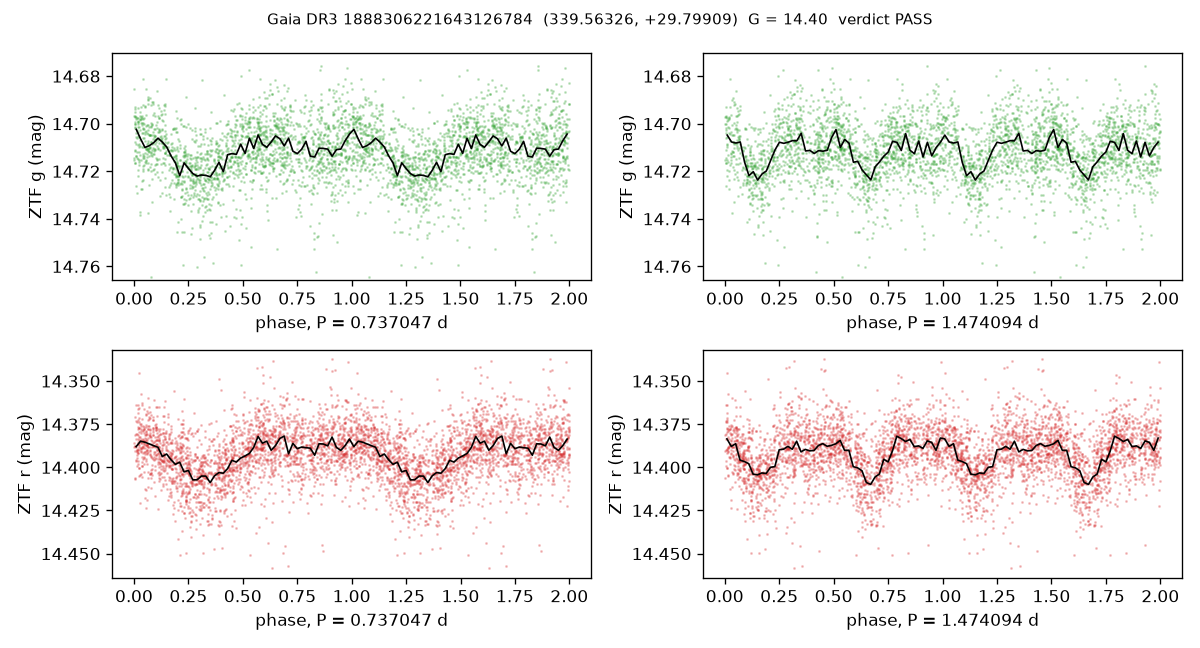 Gaia DR3 1888306221643126784 (339.56326, +29.79909) G = 14.40 verdict PASS
ZTF g (mag)
14.68
14.70
14.72
14.74
14.76
0.00 0.25 0.50 0.75 1.00 1.25 1.50 1.75 2.00
phase, P = 0.737047 d
ZTF g (mag)
14.68
14.70
14.72
14.74
14.76
0.00 0.25 0.50 0.75 1.00 1.25 1.50 1.75 2.00
phase, P = 1.474094 d
ZTF r (mag)
14.350
14.375
14.400
14.425
14.450
0.00 0.25 0.50 0.75 1.00 1.25 1.50 1.75 2.00
phase, P = 0.737047 d
ZTF r (mag)
14.350
14.375
14.400
14.425
14.450
0.00 0.25 0.50 0.75 1.00 1.25 1.50 1.75 2.00
phase, P = 1.474094 d